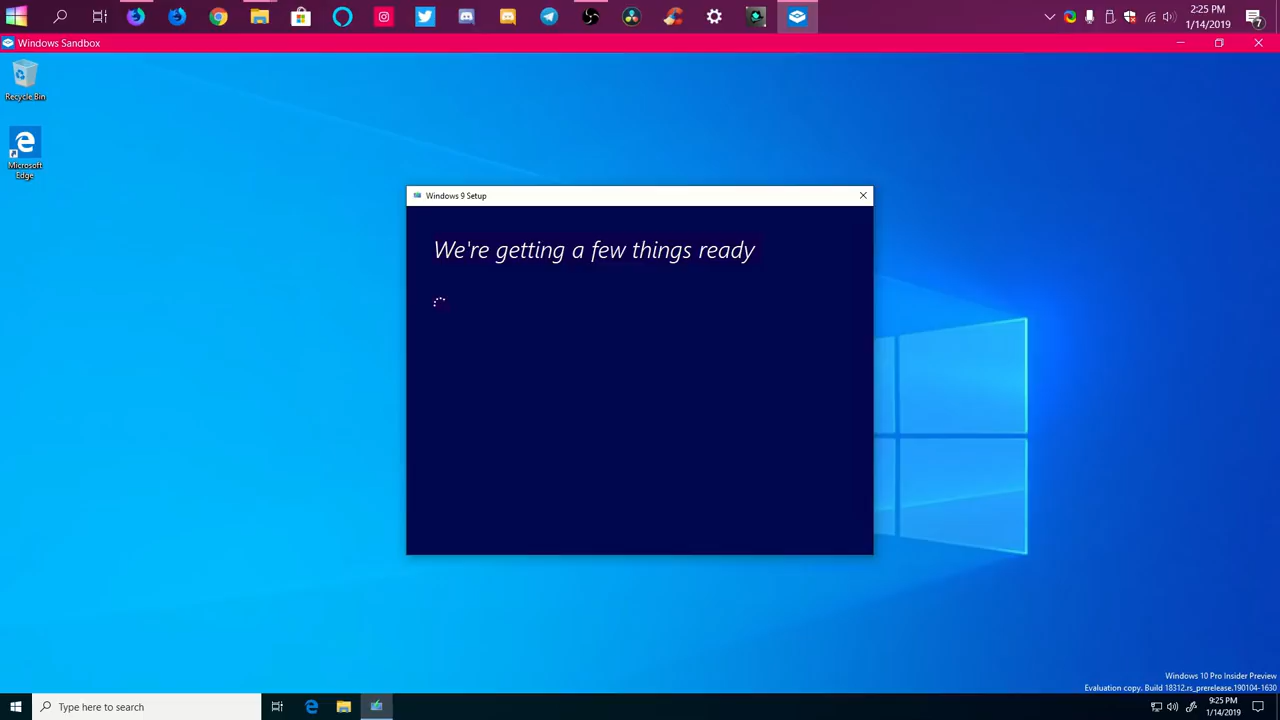 2:25 PM
1/14/2019
7
Windows Sandbox
Recycle Bin
Microsoft
Edge
Windows 9 Setup
We're getting a few things ready
Windows 10 Pro Insider Preview
Evaluation copy. Build 18312.rs_prerelease.190104-1630
Type here to search
9:25 PM
1/14/2019